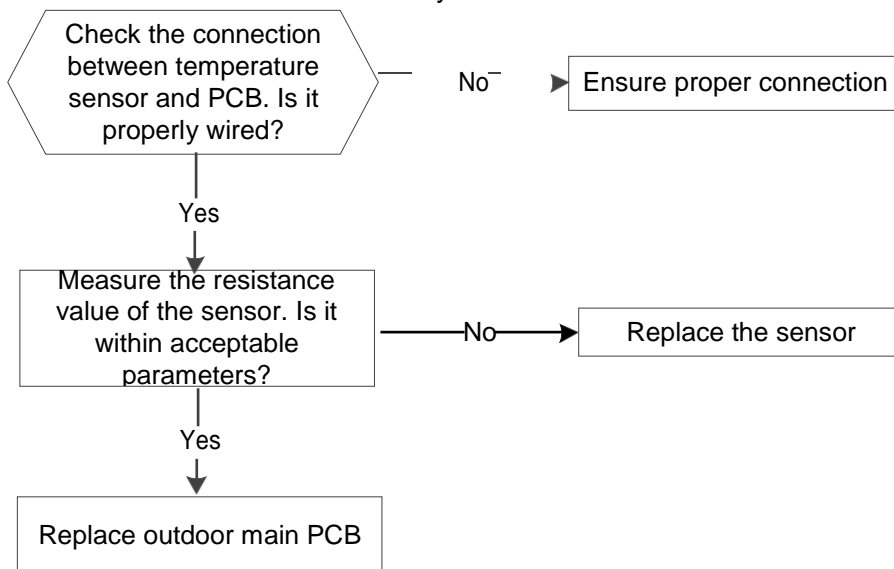 y
Check the connection
between temperature
sensor and PCB. Is it
properly wired?
No
Ensure proper connection
Yes
Measure the resistance
value of the sensor. Is it
within acceptable
parameters?
No
Replace the sensor
Yes
Replace outdoor main PCB